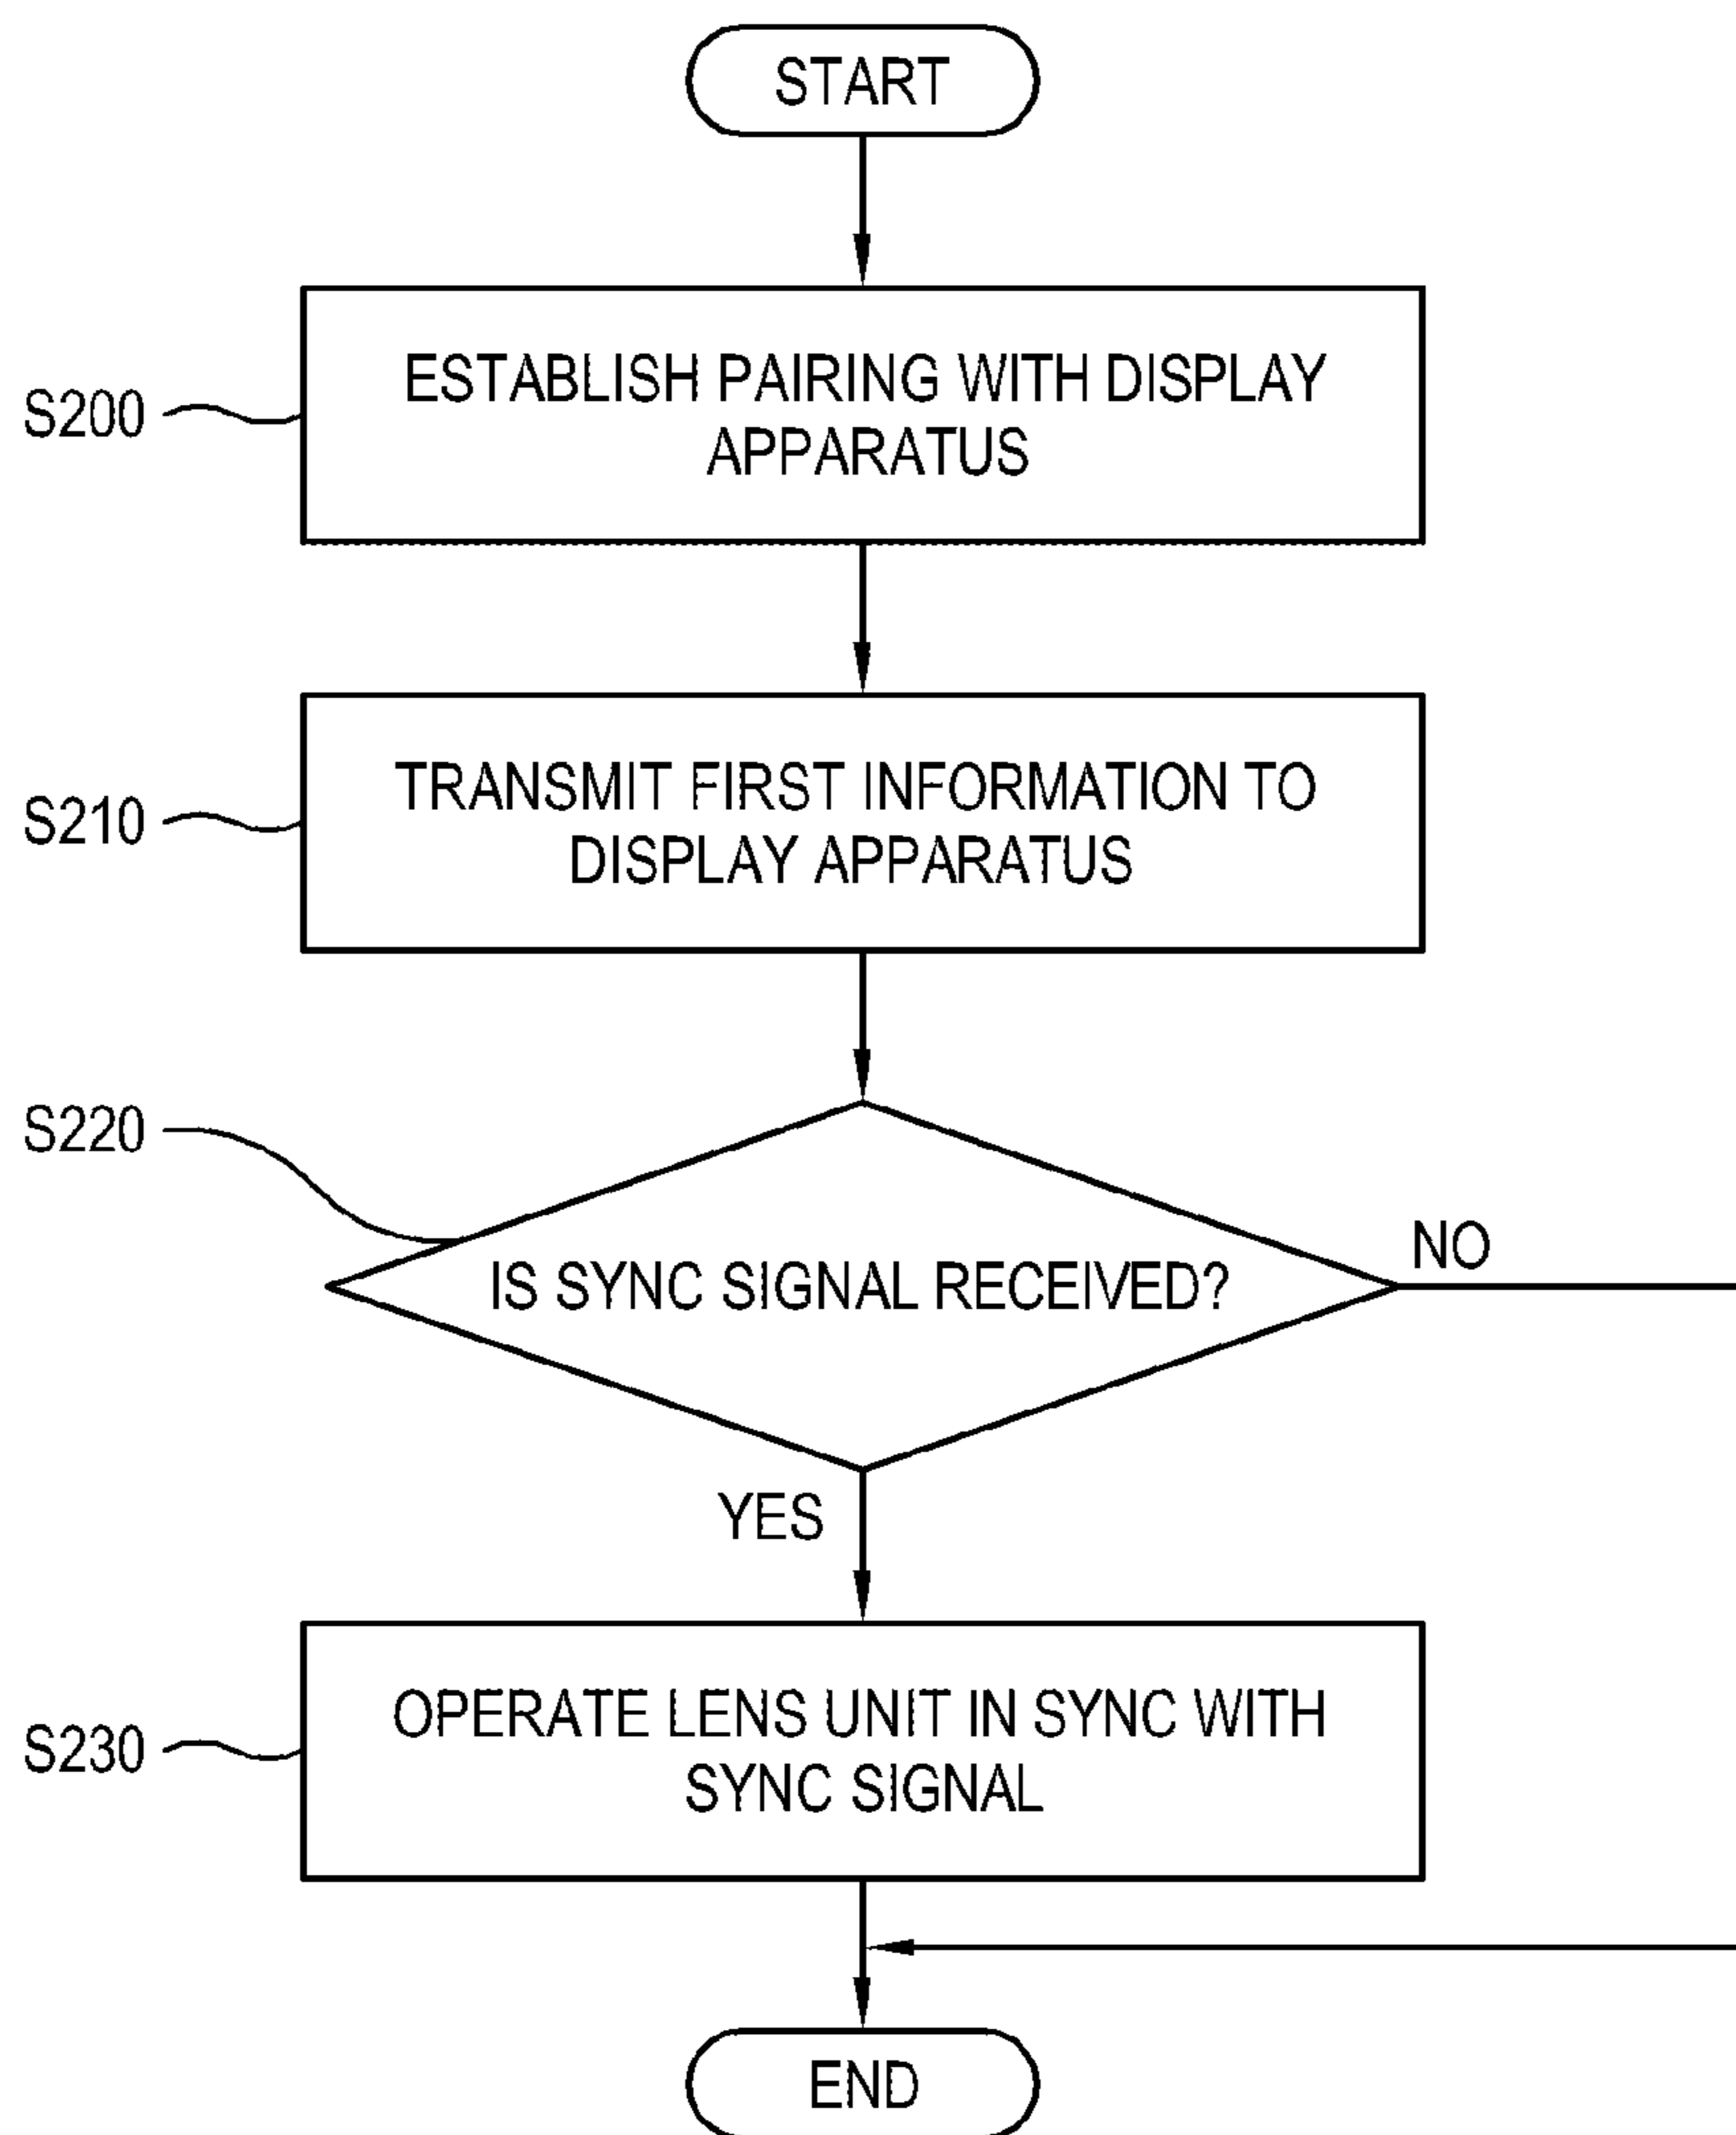 START
S200
ESTABLISH PAIRING WITH DISPLAY
APPARATUS
S210
TRANSMIT FIRST INFORMATION TO
DISPLAY APPARATUS
S220
IS SYNC SIGNAL RECEIVED?
NO
YES
S230
OPERATE LENS UNIT IN SYNC WITH
SYNC SIGNAL
END